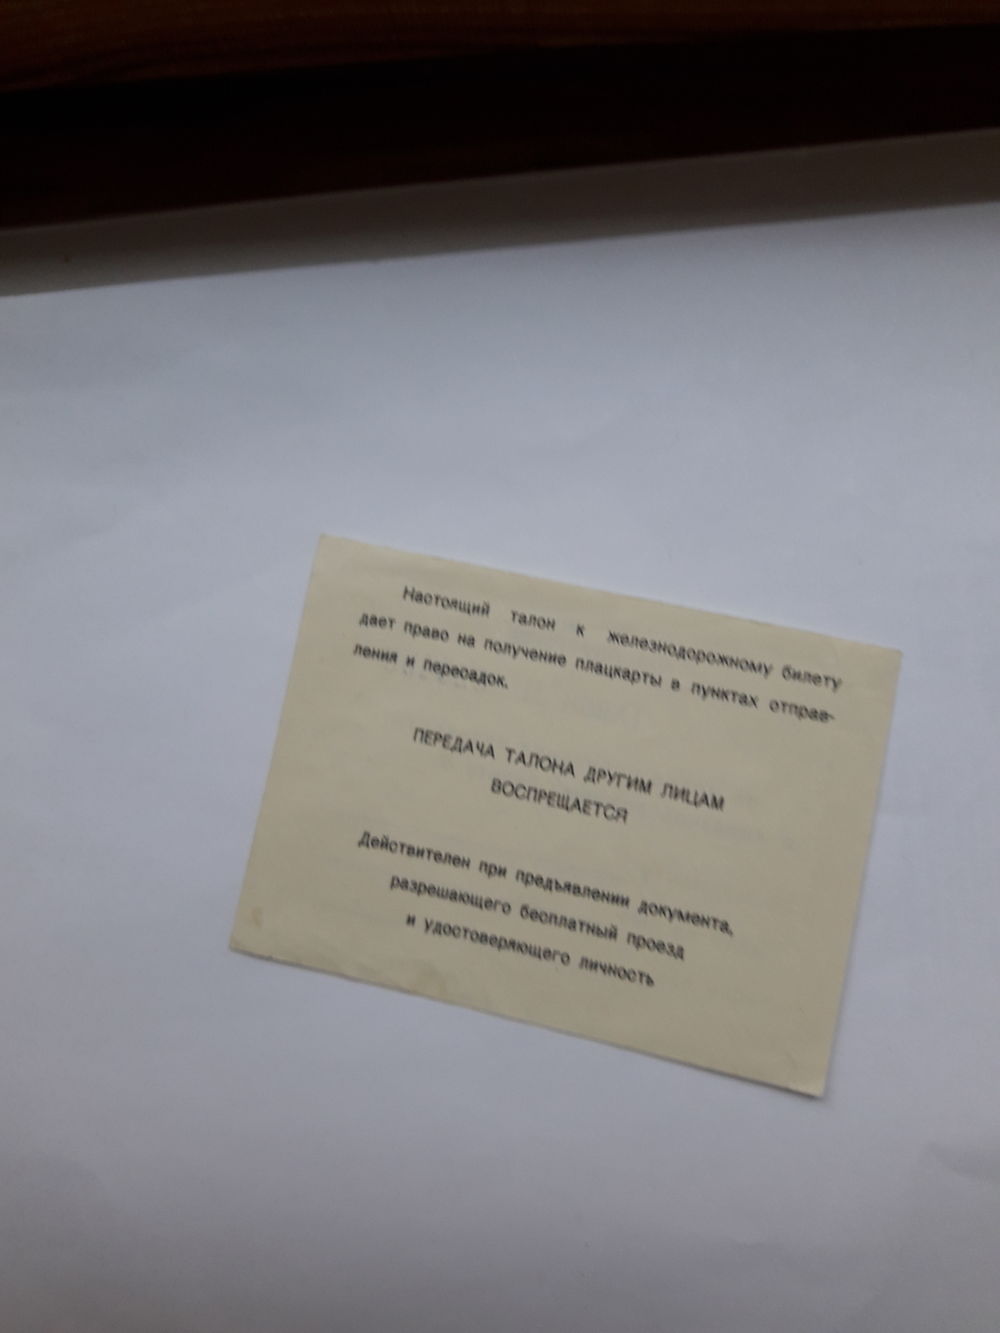 Настоящий талон к железнодорожному билету
дает право на получение плацкарты в пунктах отправ-
ления и пересадок.
ПЕРЕДАЧА ТАЛОНА ДРУГИМ ЛИЦАМ
ВОСПРЕЩАЕТСЯ
Действителен при предъявлении документа,
разрешающего бесплатный проезд
и удостоверяющего личность